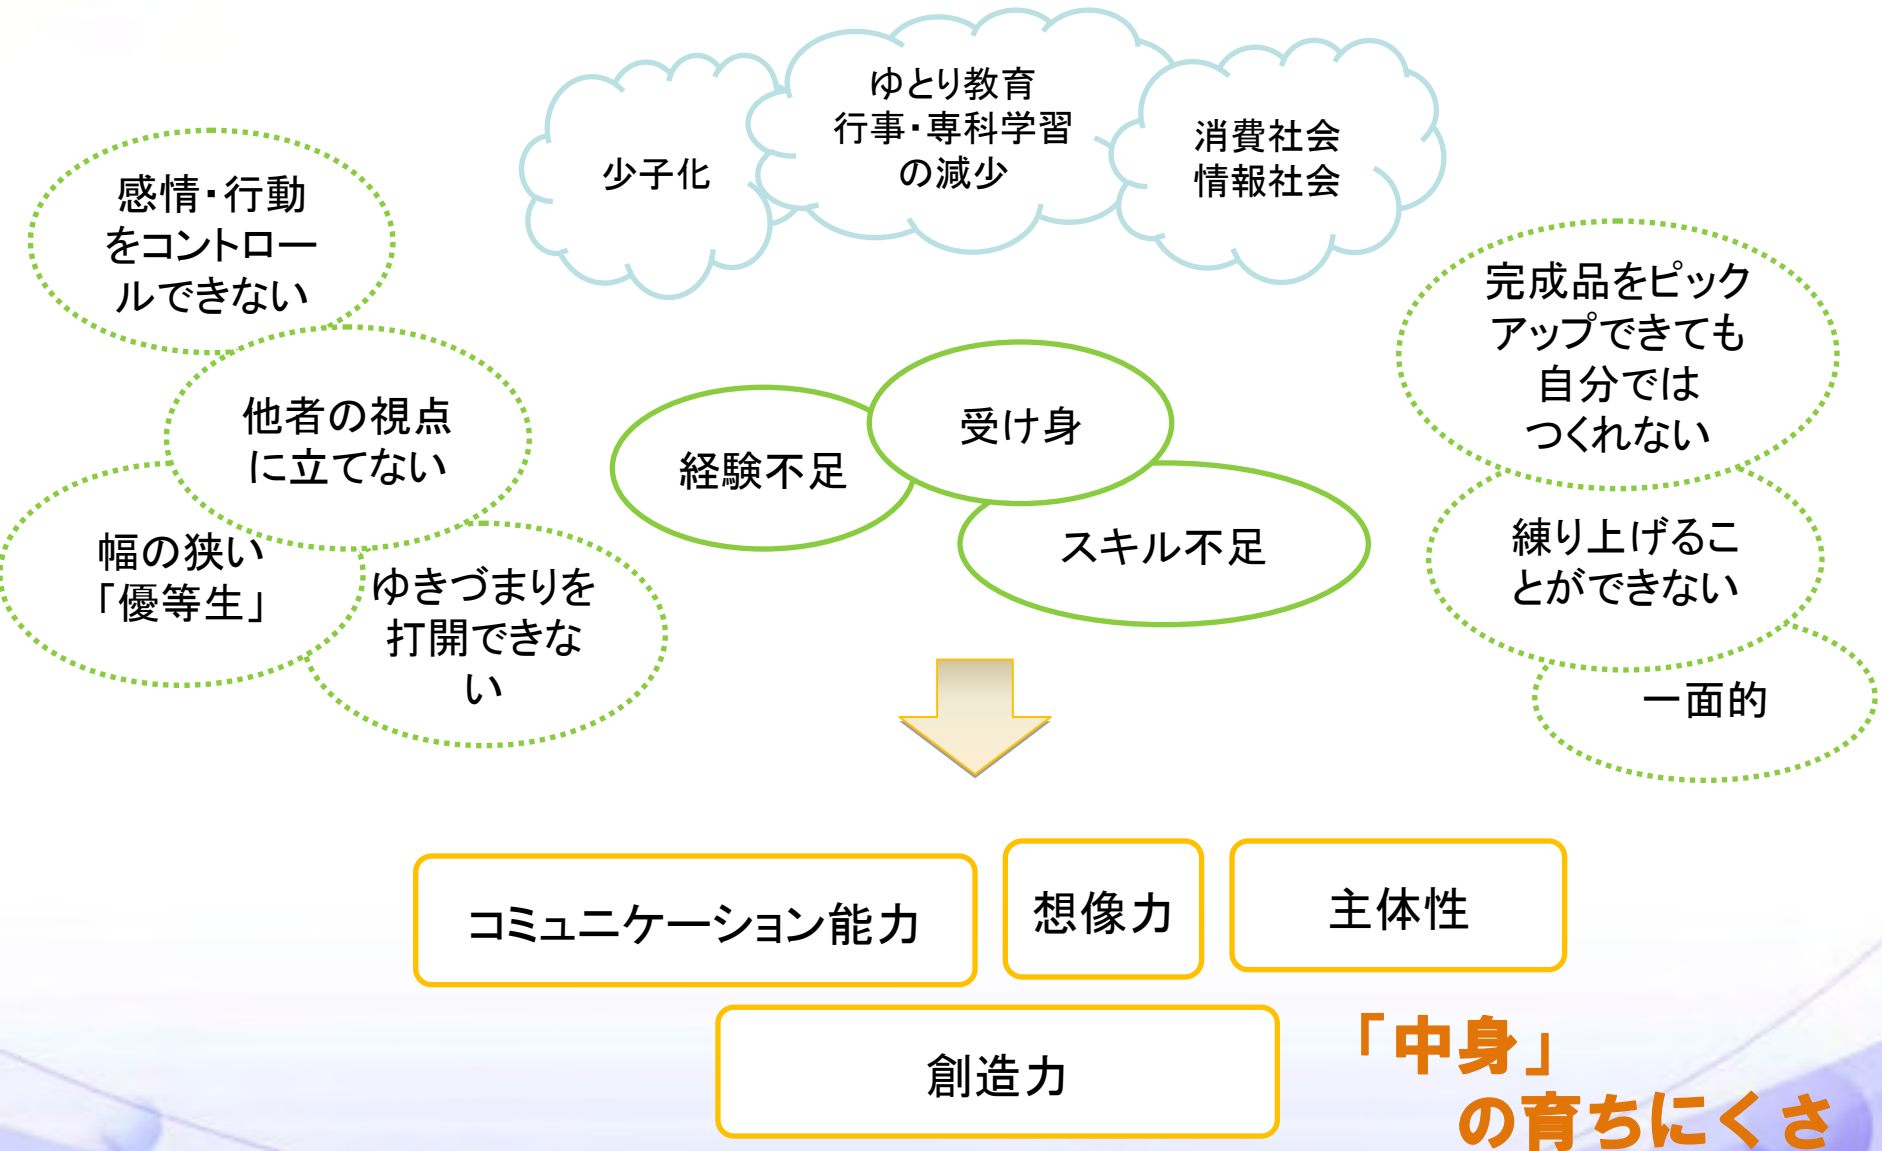 ゆとり教育
行事・専科学習
の減少
少子化
消費社会
情報社会
感情・行動
をコントロー
ルできない
他者の視点
に立てない
幅の狭い
「優等生」
ゆきづまりを
打開できな
い
経験不足
受け身
スキル不足
完成品をピック
アップできても
自分では
つくれない
練り上げるこ
とができない
一面的
コミュニケーション能力
想像力
主体性
創造力
「中身」
の育ちにくさ